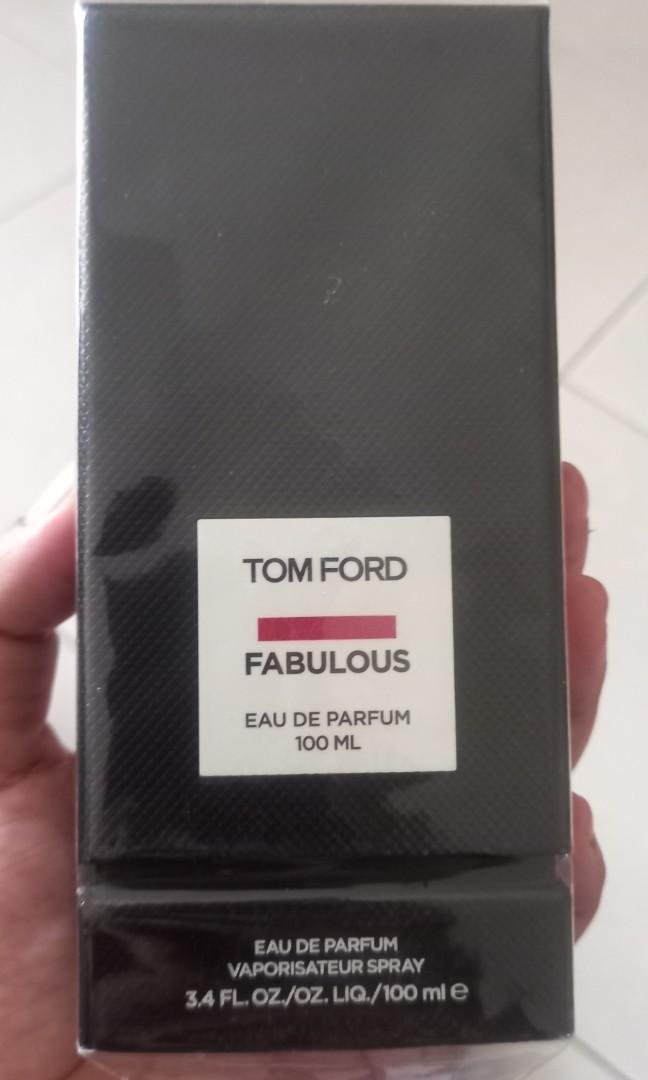 TOM FORD
FABULOUS
EAU DE PARFUM
100 ML
EAU DE PARFUM
VAPORISATEUR SPRAY
3.4 FL. OZ./OZ. LIQ./100 ml e